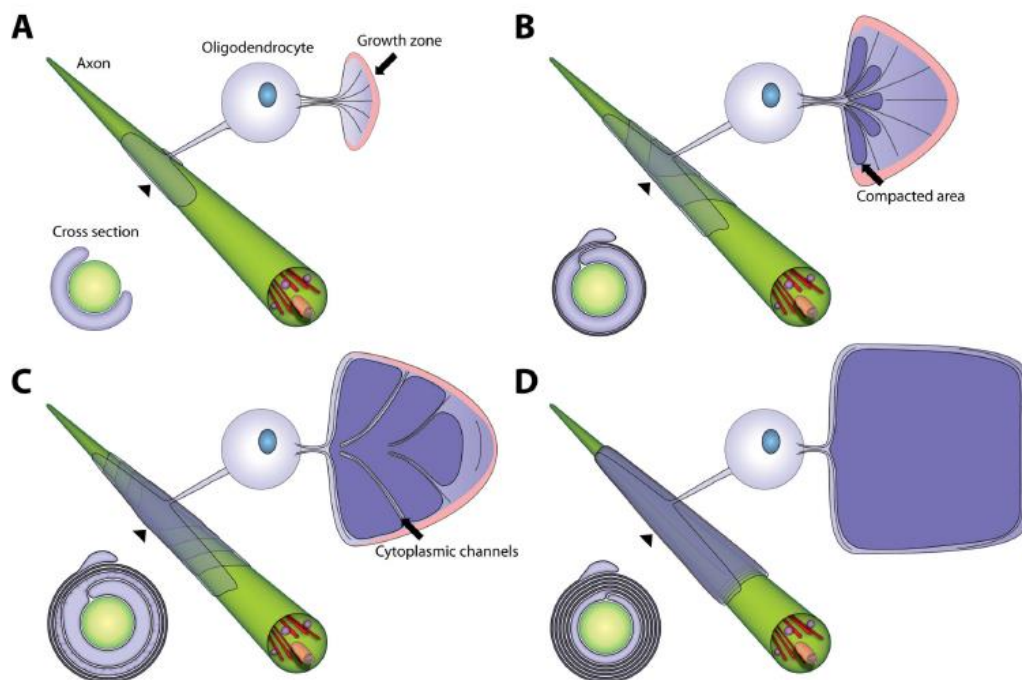 A
Oligodendrocyte
Growth zone
Axon
Cross section
B
Compacted area
C
Cytoplasmic channels
D